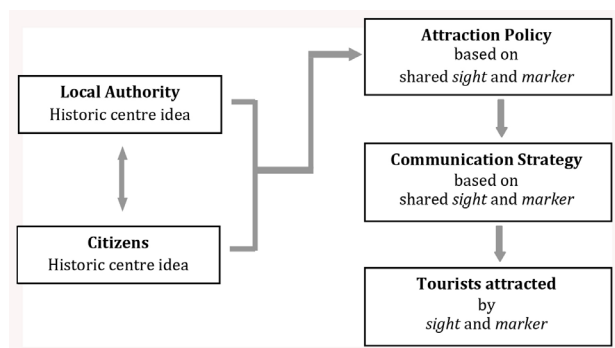 Local Authority
Historic centre idea
Citizens
Historic centre idea
Attraction Policy
based on
shared sight and marker
Communication Strategy
based on
shared sight and marker
Tourists attracted
by
sight and marker